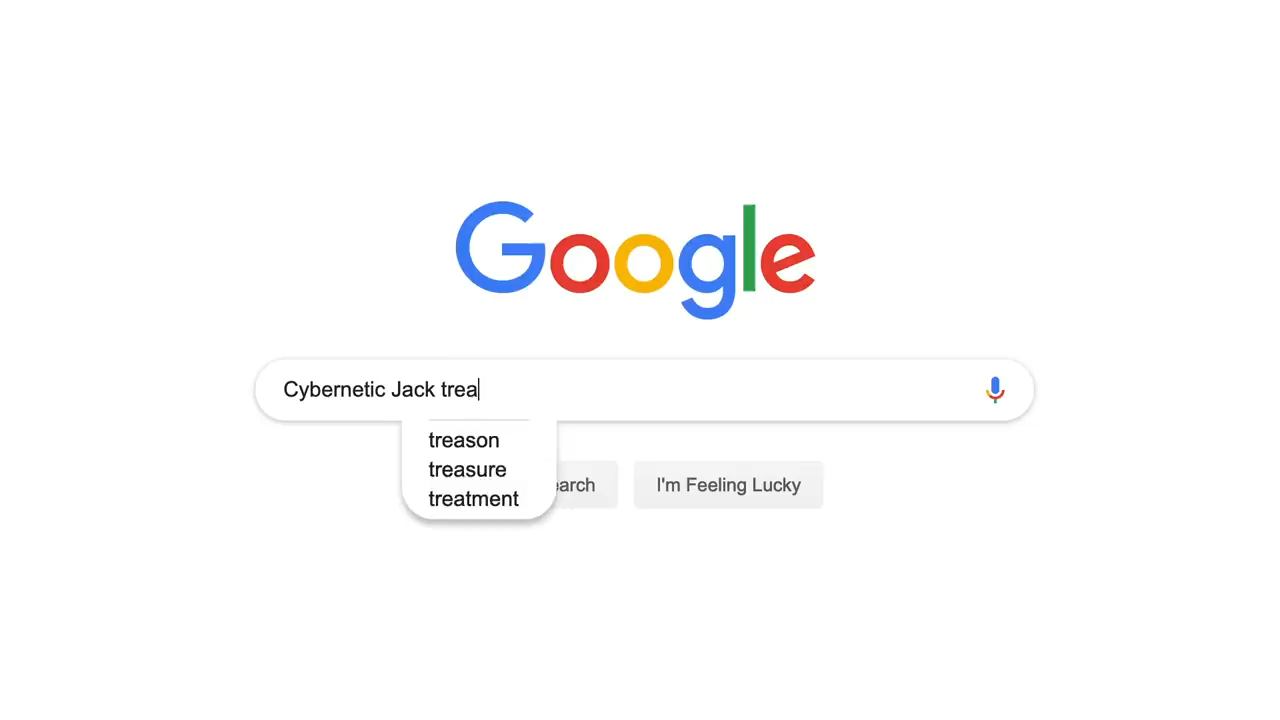 Google
Cybernetic Jack trea
treason
treasure
treatment
earch
I'm Feeling Lucky